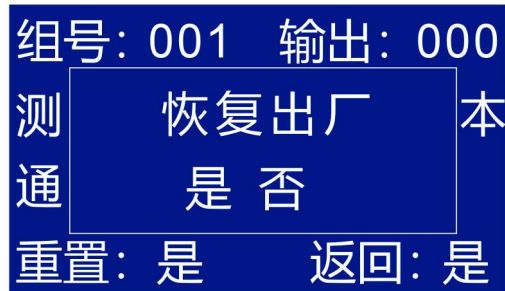 组号：001 输出：000
测 恢复出厂 本
通 是 否
重置：是 返回：是